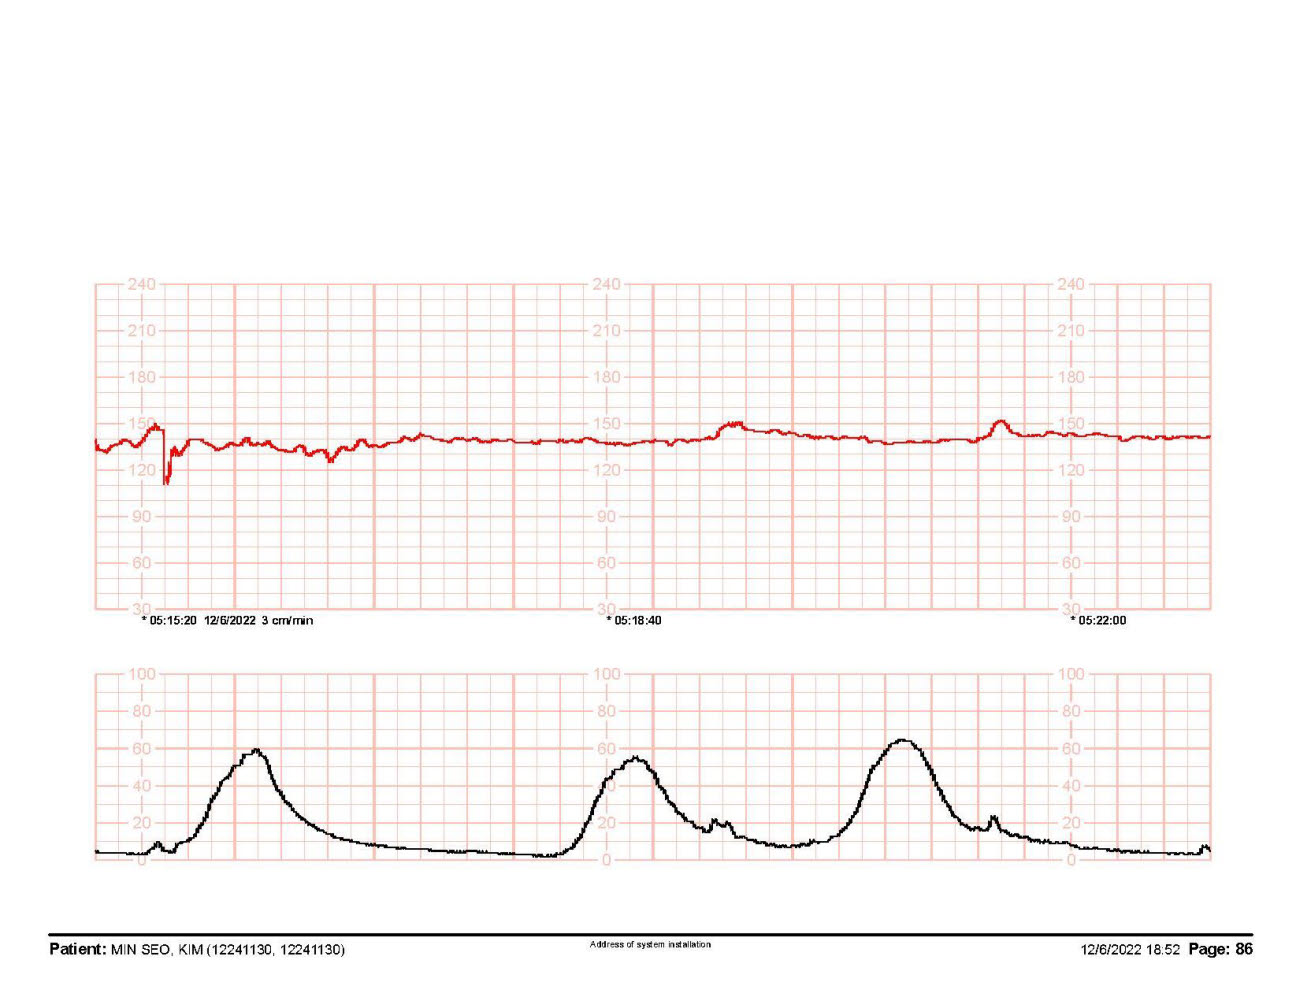 240 240 240
210 210 210
180 180 180
150 150 150
120 120 120
90 90 90
60 60 60
30 30 30
* 05:15:20 12/6/2022 3 cm/min * 05:18:40 * 05:22:00
100 100 100
80 80 80
60 60 60
40 40 40
20 20 20
0 0 0
Patient: MIN SEO, KIM (12241130, 12241130) Address of system installation 12/6/2022 18:52 Page: 86